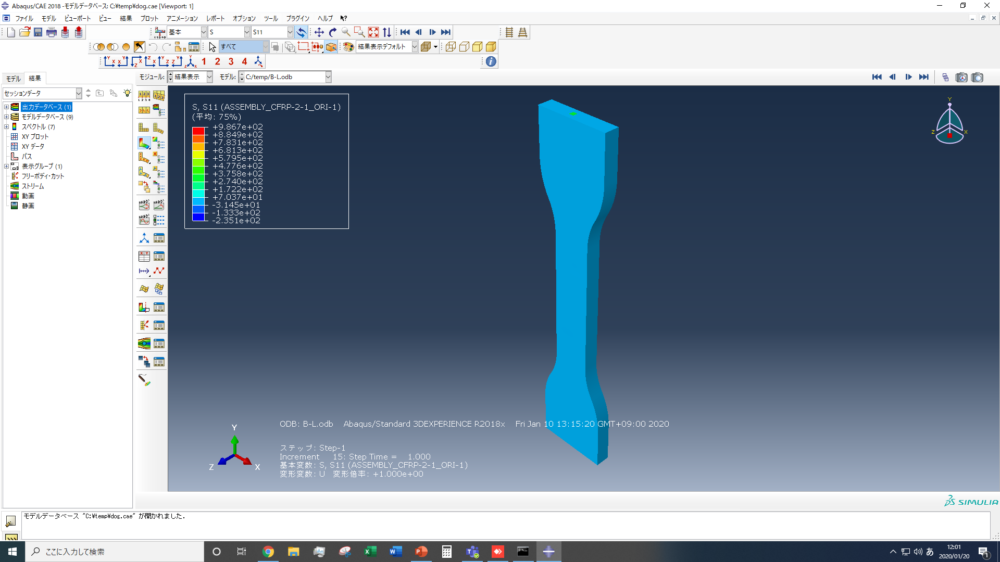 Abaqus/CAE 2018 -モデルデータベース: C:¥temp¥dog.cae [Viewport: 1]
ファイル モデル ビューポート ビュー 結果 プロット アニメーション レポート オプション ツール プラグイン ヘルプ
基本 S S11
すべて 結果表示デフォルト
1 2 3 4
モデル 結果
モジュール: 結果表示 モデル: C:/temp/B-L.odb
セッションデータ
出力データベース (1)
モデルデータベース (9)
スペクトル (7)
XY プロット
XY データ
パス
表示グループ (1)
フリーボディ・カット
ストリーム
動画
静画
S, S11 (ASSEMBLY_CFRP-2-1_ORI-1)
(平均: 75%)
+9.867e+02
+8.849e+02
+7.831e+02
+6.813e+02
+5.795e+02
+4.776e+02
+3.758e+02
+2.740e+02
+1.722e+02
+7.037e+01
-3.145e+01
-1.333e+02
-2.351e+02
Y
Z X
Y
Z X
ODB: B-L.odb Abaqus/Standard 3DEXPERIENCE R2018x Fri Jan 10 13:15:20 GMT+09:00 2020
ステップ: Step-1
Increment 15: Step Time = 1.000
基本変数: S, S11 (ASSEMBLY_CFRP-2-1_ORI-1)
変形変数: U 変形倍率: +1.000e+00
SIMULIA
モデルデータベース "C:¥temp¥dog.cae" が開かれました.
ここに入力して検索
あ
12:01
2020/01/20
1